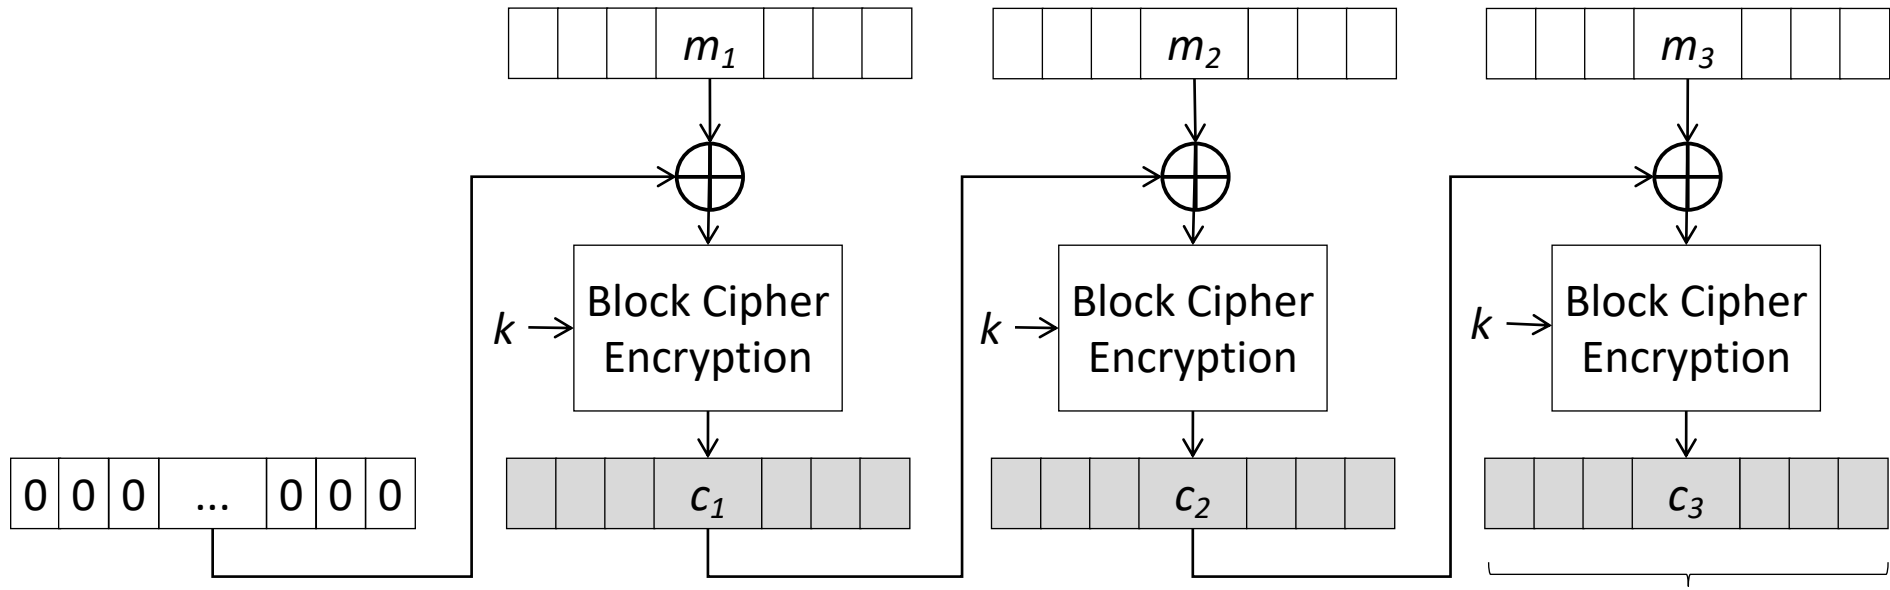 m1 m2 m3
Block Cipher Block Cipher Block Cipher
k k k
Encryption Encryption Encryption
0 0 0 ... 0 0 0 c1 c2 c3